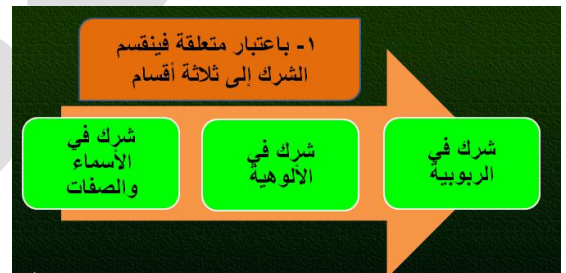 ١- باعتبار متعلقة فينقسم
الشرك إلى ثلاثة أقسام
شرك في
الربوبية
شرك في
الألوهية
شرك في
الأسماء
والصفات